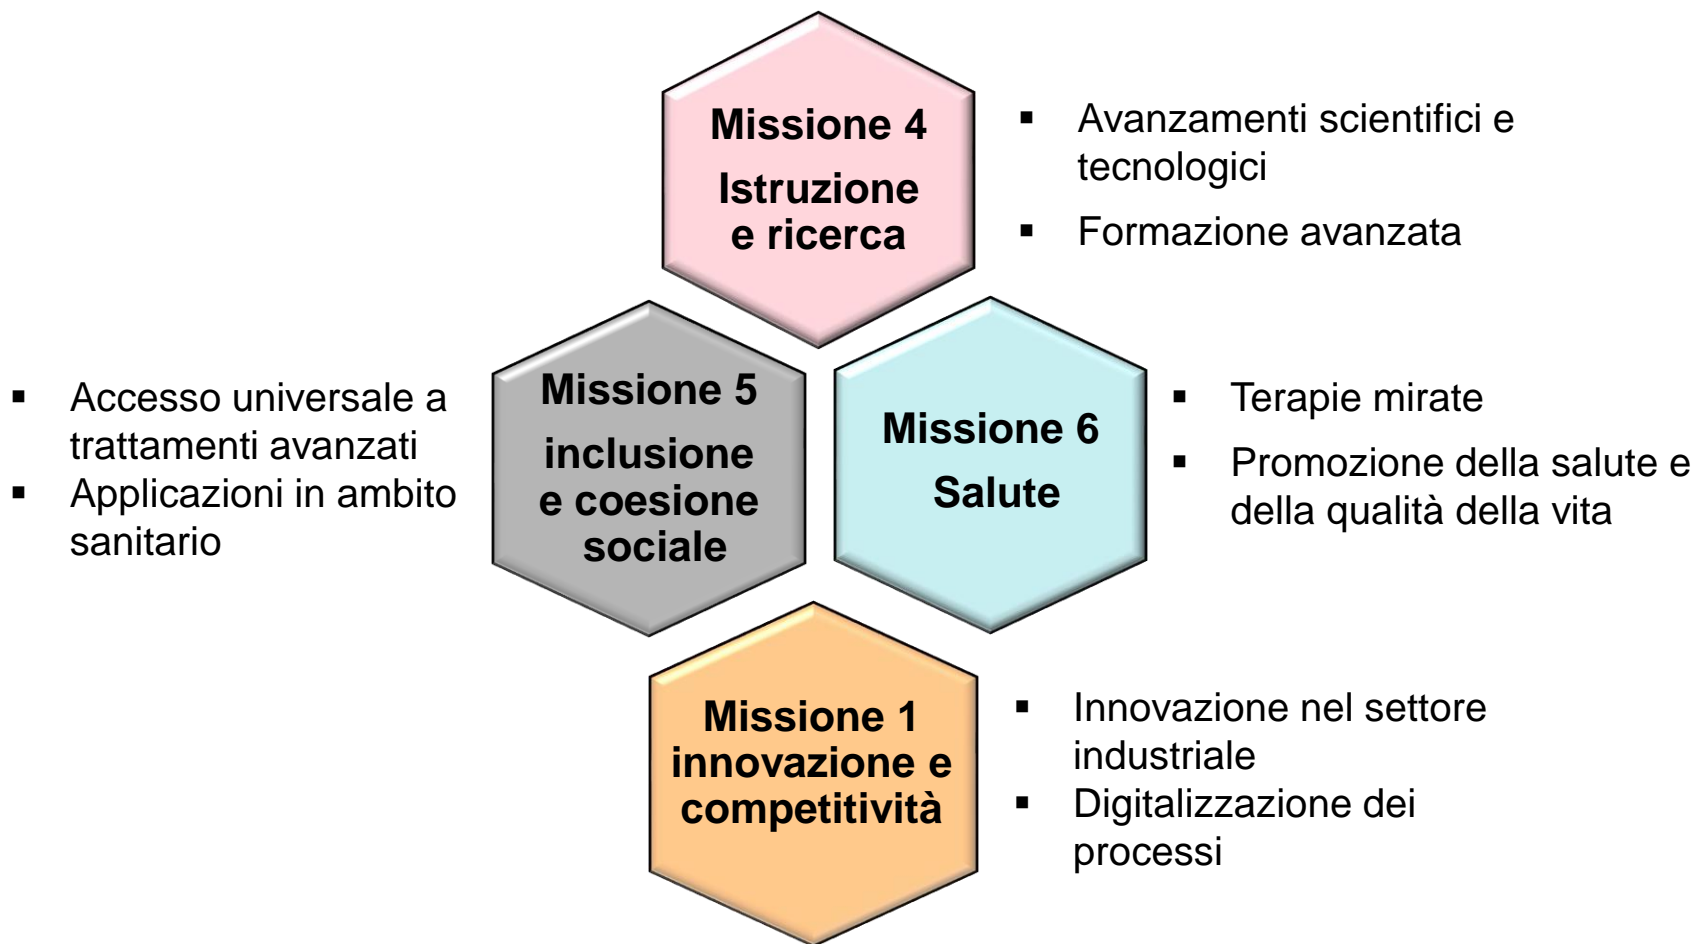 Missione 4
Istruzione
e ricerca
▪ Avanzamenti scientifici e
tecnologici
▪ Formazione avanzata
▪ Accesso universale a
trattamenti avanzati
▪ Applicazioni in ambito
sanitario
Missione 5
inclusione
e coesione
sociale
Missione 6
Salute
▪ Terapie mirate
▪ Promozione della salute e
della qualità della vita
Missione 1
innovazione e
competitività
▪ Innovazione nel settore
industriale
▪ Digitalizzazione dei
processi